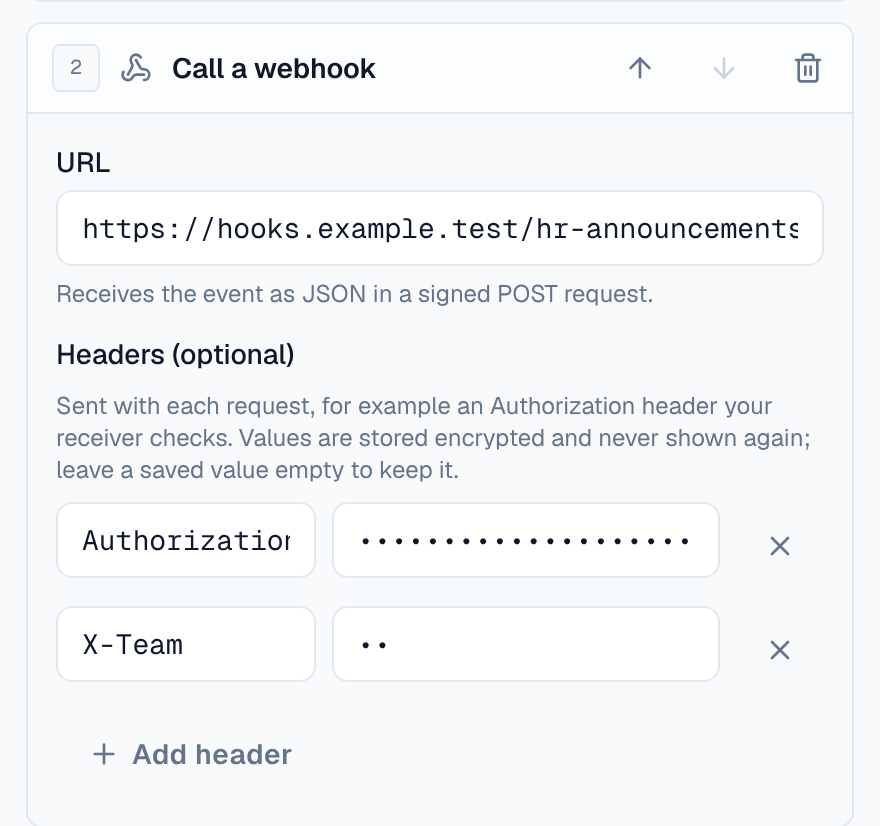 2 Call a webhook
URL
https://hooks.example.test/hr-announcements
Receives the event as JSON in a signed POST request.
Headers (optional)
Sent with each request, for example an Authorization header your
receiver checks. Values are stored encrypted and never shown again;
leave a saved value empty to keep it.
Authorization ••••••••••••••••••••
X-Team ••
+ Add header